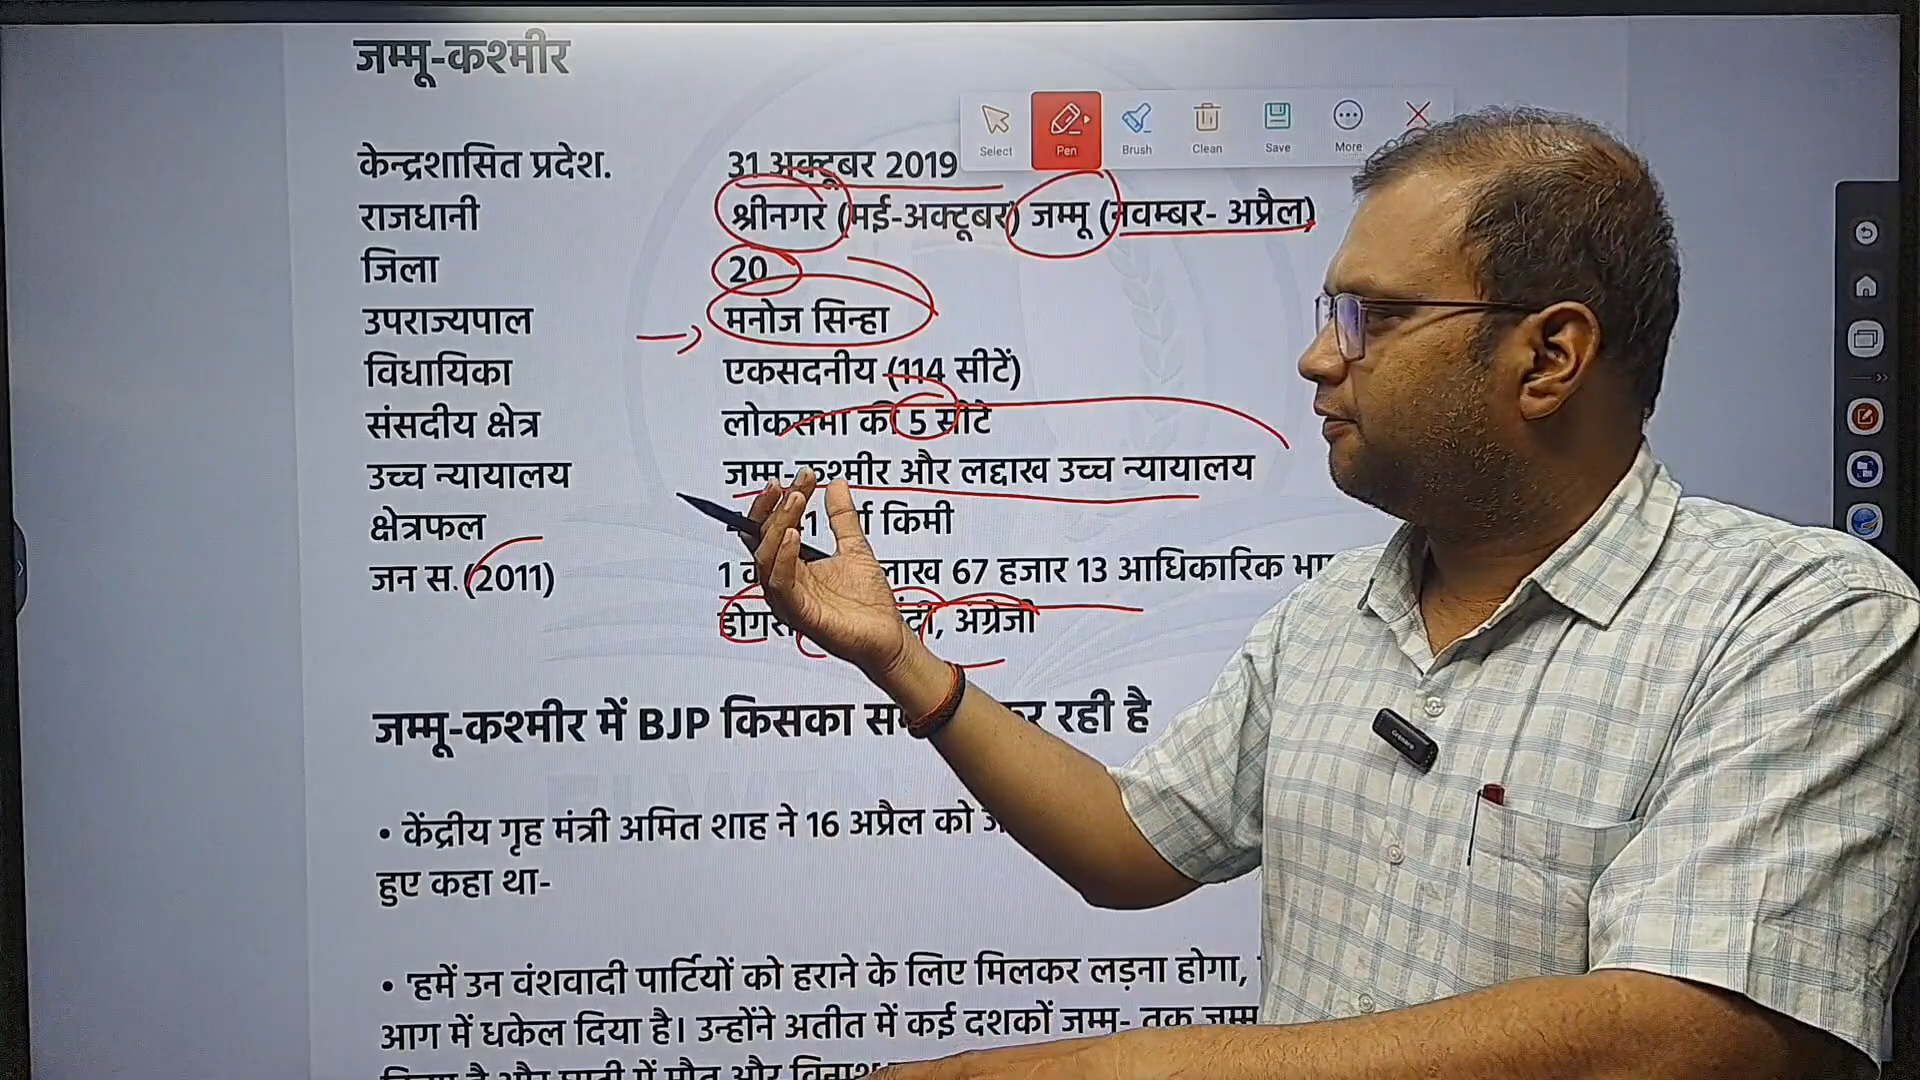 जम्मू-कश्मीर
Select Pen Brush Clean Save More
केन्द्रशासित प्रदेश. 31 अक्टूबर 2019
राजधानी श्रीनगर (मई-अक्टूबर) जम्मू (नवम्बर- अप्रैल)
जिला 20
उपराज्यपाल मनोज सिन्हा
विधायिका एकसदनीय (114 सीटें)
संसदीय क्षेत्र लोकसभा की 5 सीटे
उच्च न्यायालय जम्मू-कश्मीर और लद्दाख उच्च न्यायालय
क्षेत्रफल किमी
जन स. (2011) 1 लाख 67 हजार 13 आधिकारिक
अंग्रेजी
जम्मू-कश्मीर में BJP किसका रही है
• केंद्रीय गृह मंत्री अमित शाह ने 16 अप्रैल को
हुए कहा था-
• 'हमें उन वंशवादी पार्टियों को हराने के लिए मिलकर लड़ना होगा,
आग में धकेल दिया है। उन्होंने अतीत में कई दशकों जम्मू- तक